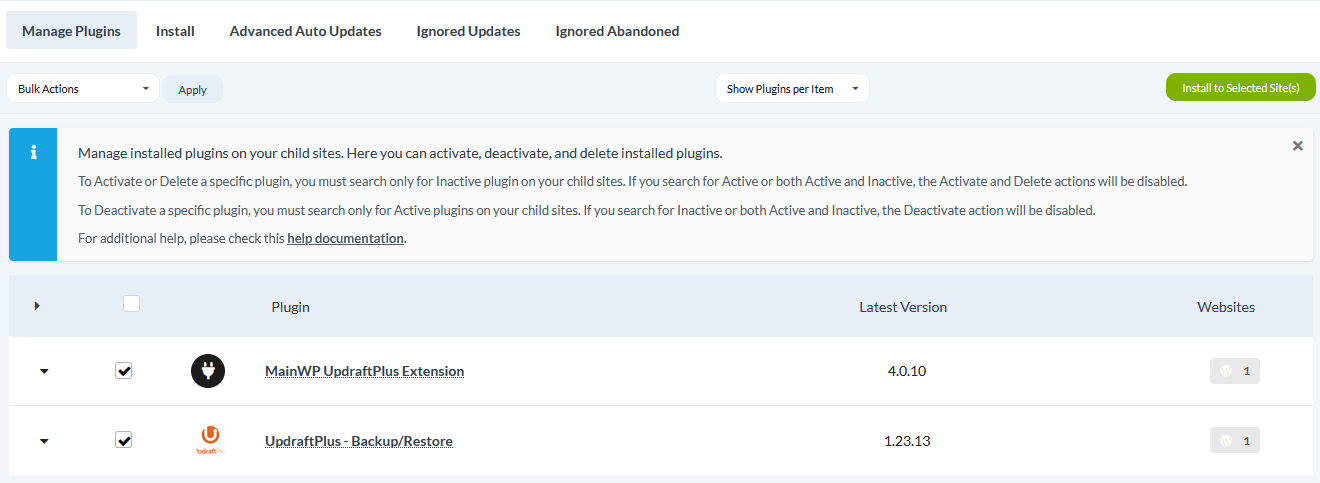 Manage Plugins Install Advanced Auto Updates Ignored Updates Ignored Abandoned
Bulk Actions Apply Show Plugins per Item Install to Selected Site(s)
Manage installed plugins on your child sites. Here you can activate, deactivate, and delete installed plugins.
To Activate or Delete a specific plugin, you must search only for Inactive plugin on your child sites. If you search for Active or both Active and Inactive, the Activate and Delete actions will be disabled.
To Deactivate a specific plugin, you must search only for Active plugins on your child sites. If you search for Inactive or both Active and Inactive, the Deactivate action will be disabled.
For additional help, please check this help documentation.
Plugin Latest Version Websites
MainWP UpdraftPlus Extension 4.0.10 1
UpdraftPlus - Backup/Restore 1.23.13 1